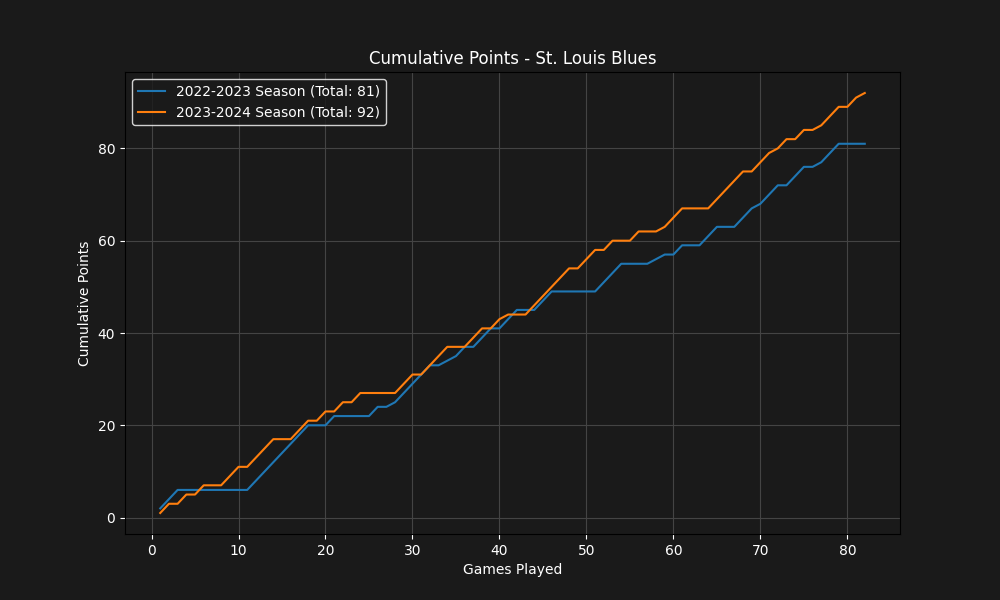 Cumulative Points - St. Louis Blues
2022-2023 Season (Total: 81)
2023-2024 Season (Total: 92)
Cumulative Points
80
60
40
20
0
0 10 20 30 40 50 60 70 80
Games Played